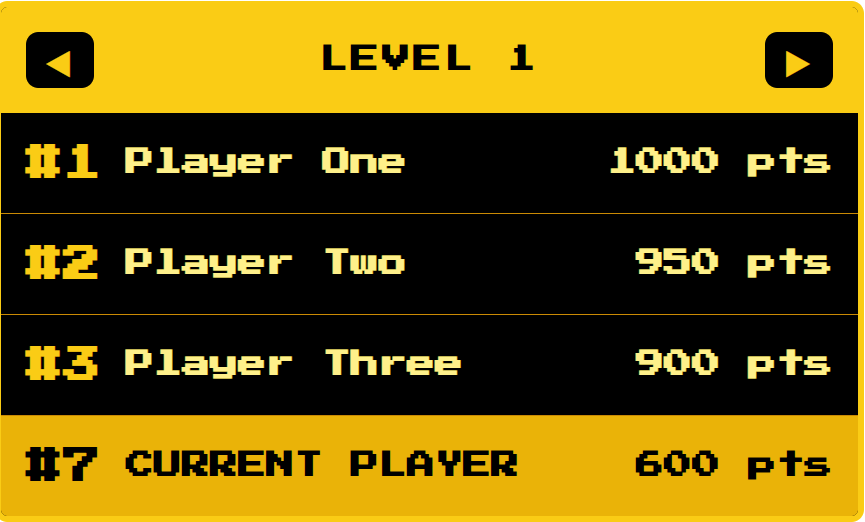 ◀ LEVEL 1 ▶
#1 Player One 1000 pts
#2 Player Two 950 pts
#3 Player Three 900 pts
#7 CURRENT PLAYER 600 pts